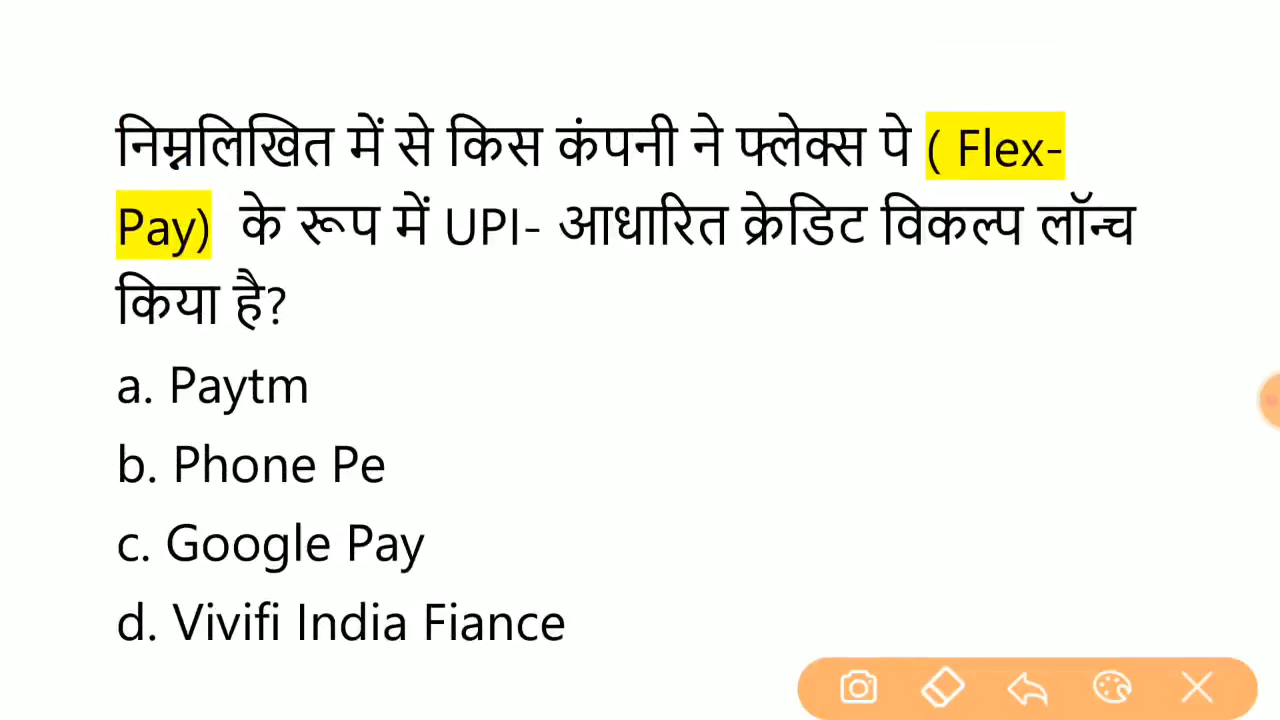 निम्नलिखित में से किस कंपनी ने फ्लेक्स पे ( Flex-
Pay) के रूप में UPI- आधारित क्रेडिट विकल्प लॉन्च
किया है?
a. Paytm
b. Phone Pe
c. Google Pay
d. Vivifi India Fiance